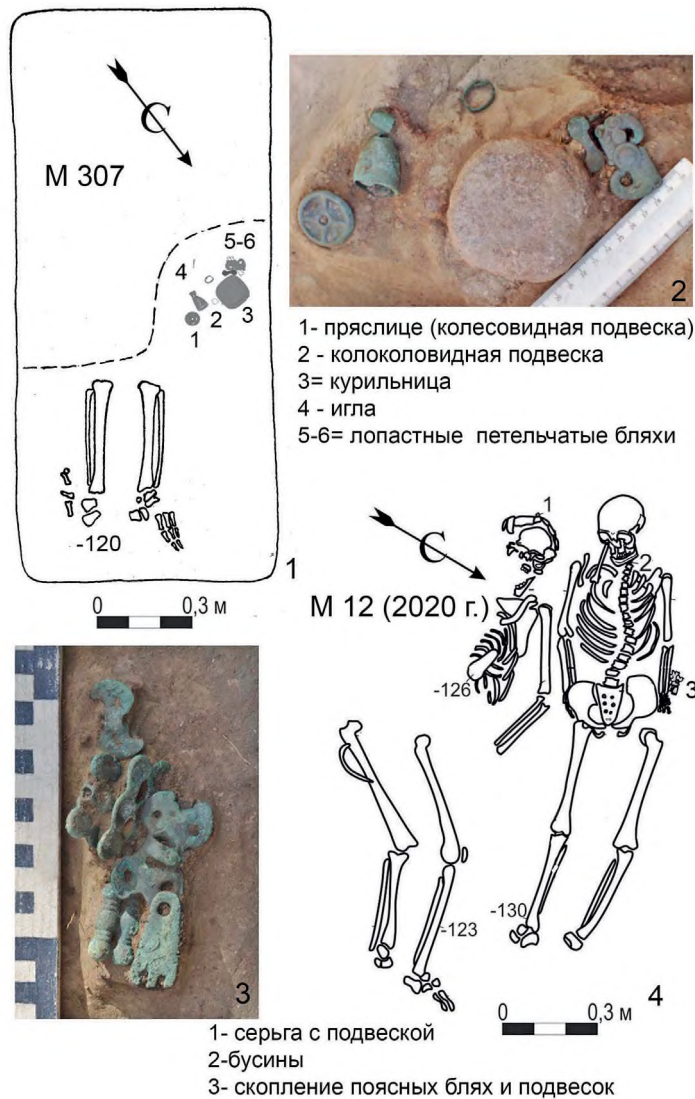 С
М 307
5-6
4
2
3
1
-120
1
0 0,3 м
2
1- пряслице (колесовидная подвеска)
2 - колоколовидная подвеска
3= курильница
4 - игла
5-6= лопастные петельчатые бляхи
С
М 12 (2020 г.)
1
2
-126
3
-130
-123
0 0,3 м
4
3
1- серьга с подвеской
2-бусины
3- скопление поясных блях и подвесок